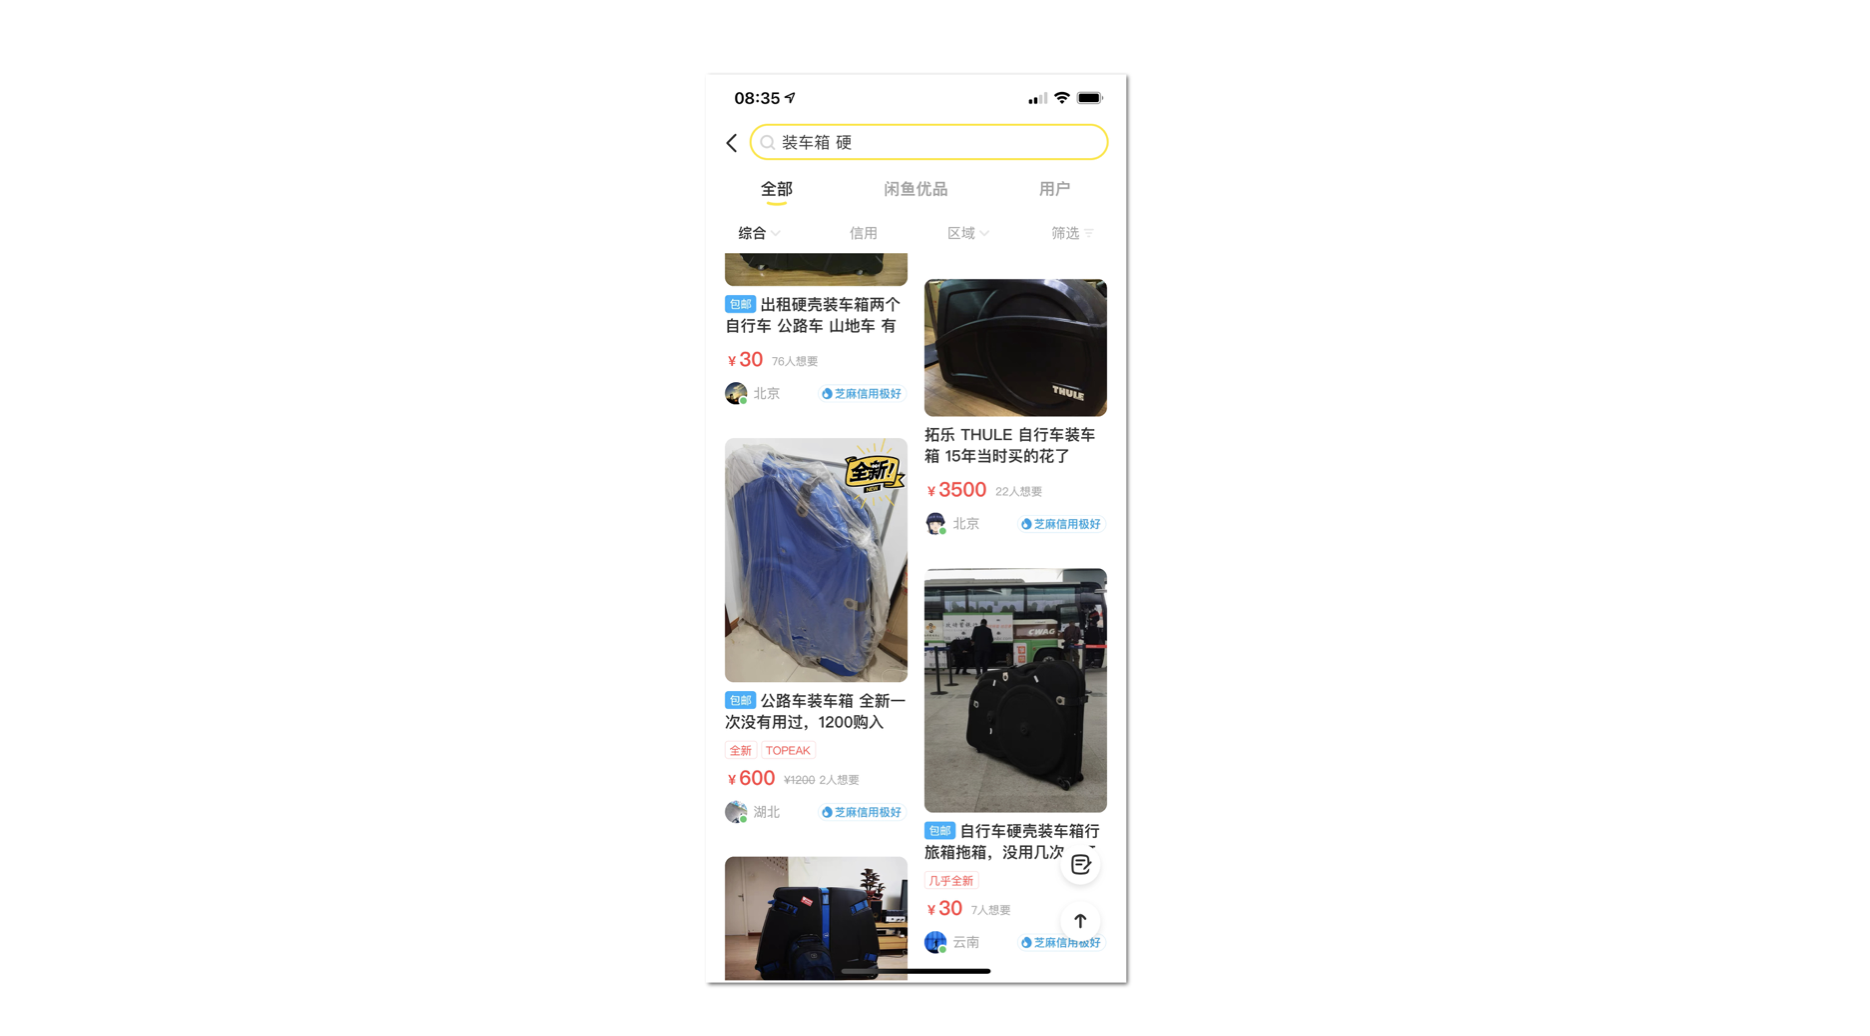 08:35
装车箱 硬
全部
闲鱼优品
用户
综合
信用
区域
筛选
包邮 出租硬壳装车箱两个
自行车 公路车 山地车 有
¥30 76人想要
北京 芝麻信用极好
全新!
NEW
包邮 公路车装车箱 全新一
次没有用过，1200购入
全新 TOPEAK
¥600 ¥1200 2人想要
湖北 芝麻信用极好
THULE
拓乐 THULE 自行车装车
箱 15年当时买的花了
¥3500 22人想要
北京 芝麻信用极好
CWAG
包邮 自行车硬壳装车箱行
旅箱拖箱，没用几次
几乎全新
¥30 7人想要
云南 芝麻信用极好